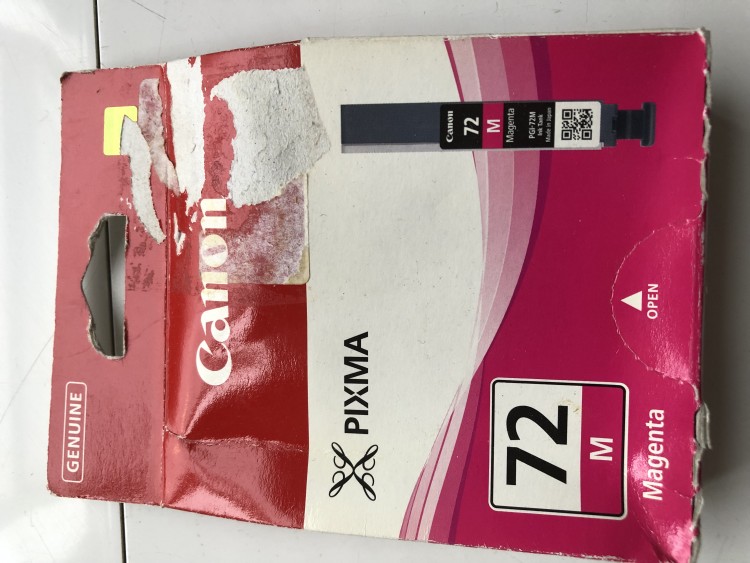 GENUINE
Canon
PIXMA
Canon
72
M
Magenta
PGI-72M
Ink Tank
Made in Japan
OPEN
72
M
Magenta